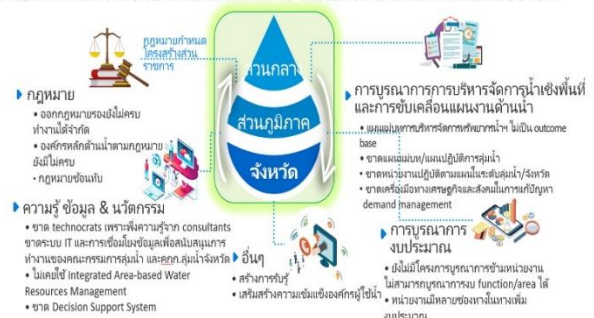 กฎหมายกำหนด
โครงสร้างส่วน
ราชการ
ส่วนกลาง
ส่วนภูมิภาค
จังหวัด
กฎหมาย
• ออกกฎหมายรองยังไม่ครบ
ทำงานได้จำกัด
• องค์กรหลักด้านน้ำตามกฎหมาย
ยังมีไม่ครบ
- กฎหมายซ้อนทับ
ความรู้ ข้อมูล & นวัตกรรม
• ขาด technocrats เพราะพึ่งความรู้จาก consultants
ขาดระบบ IT และการเชื่อมโยงข้อมูลเพื่อสนับสนุนการ
ทำงานของคณะกรรมการลุ่มน้ำ และคกก.ลุ่มน้ำจังหวัด
• ไม่เคยใช้ Integrated Area-based Water
Resources Management
• ขาด Decision Support System
อื่นๆ
• สร้างการรับรู้
• เสริมสร้างความเข้มแข็งองค์กรผู้ใช้น้ำ
การบูรณาการการบริหารจัดการน้ำเชิงพื้นที่
และการขับเคลื่อนแผนงานด้านน้ำ
• แผนแม่บทการบริหารจัดการทรัพยากรน้ำฯ ไม่เป็น outcome
base
• ขาดแผนแม่บท/แผนปฏิบัติการลุ่มน้ำ
• ขาดหน่วยงานปฏิบัติตามแผนในระดับลุ่มน้ำ/จังหวัด
• ขาดเครื่องมือทางเศรษฐกิจและสังคมในการแก้ปัญหา
demand management
การบูรณาการ
งบประมาณ
• ยังไม่มีโครงการบูรณาการข้ามหน่วยงาน
ไม่สามารถบูรณาการงบ function/area ได้
• หน่วยงานมีหลายช่องทางในทางเพิ่ม
งบประมาณ